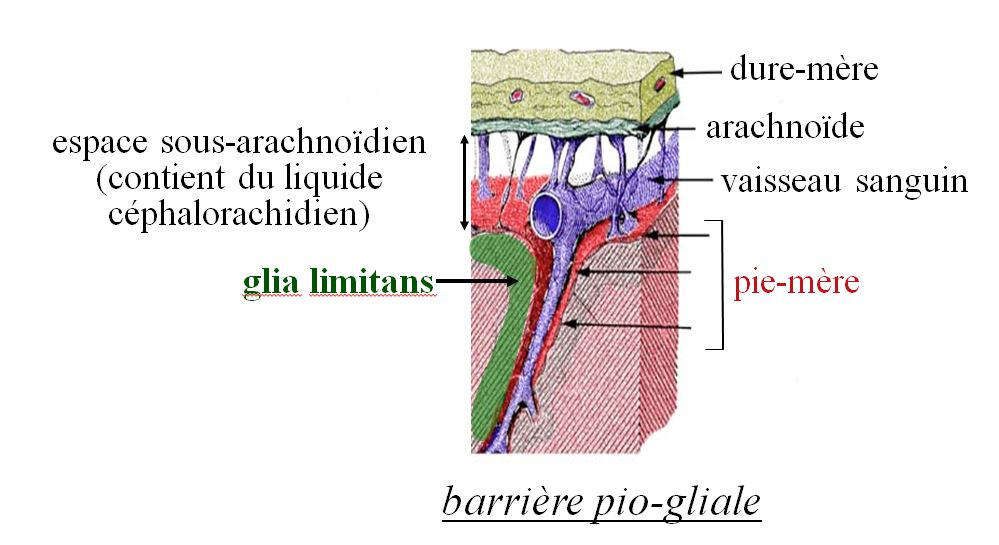 dure-mère
arachnoïde
espace sous-arachnoïdien
(contient du liquide
céphalorachidien)
vaisseau sanguin
glia limitans
pie-mère
barrière pio-gliale